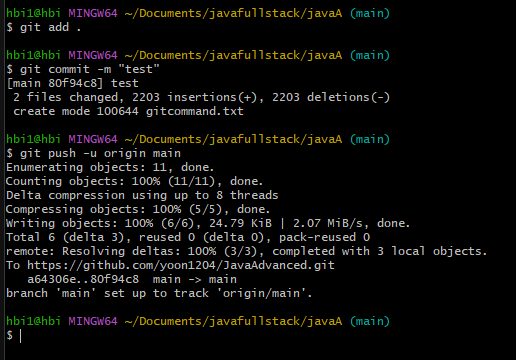 hbi1@hbi MINGW64 ~/Documents/javafullstack/javaA (main)
$ git add .
hbi1@hbi MINGW64 ~/Documents/javafullstack/javaA (main)
$ git commit -m "test"
[main 80f94c8] test
 2 files changed, 2203 insertions(+), 2203 deletions(-)
 create mode 100644 gitcommand.txt
hbi1@hbi MINGW64 ~/Documents/javafullstack/javaA (main)
$ git push -u origin main
Enumerating objects: 11, done.
Counting objects: 100% (11/11), done.
Delta compression using up to 8 threads
Compressing objects: 100% (5/5), done.
Writing objects: 100% (6/6), 24.79 KiB | 2.07 MiB/s, done.
Total 6 (delta 3), reused 0 (delta 0), pack-reused 0
remote: Resolving deltas: 100% (3/3), completed with 3 local objects.
To https://github.com/yoon1204/JavaAdvanced.git
   a64306e..80f94c8  main -> main
branch 'main' set up to track 'origin/main'.
hbi1@hbi MINGW64 ~/Documents/javafullstack/javaA (main)
$